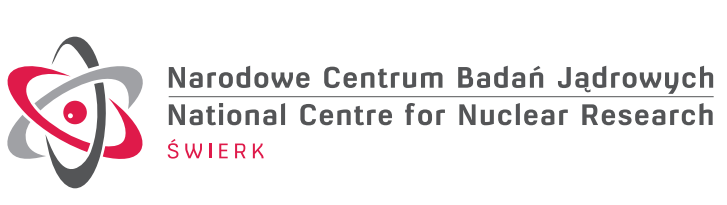 Narodowe Centrum Badań Jądrowych
National Centre for Nuclear Research
ŚWIERK